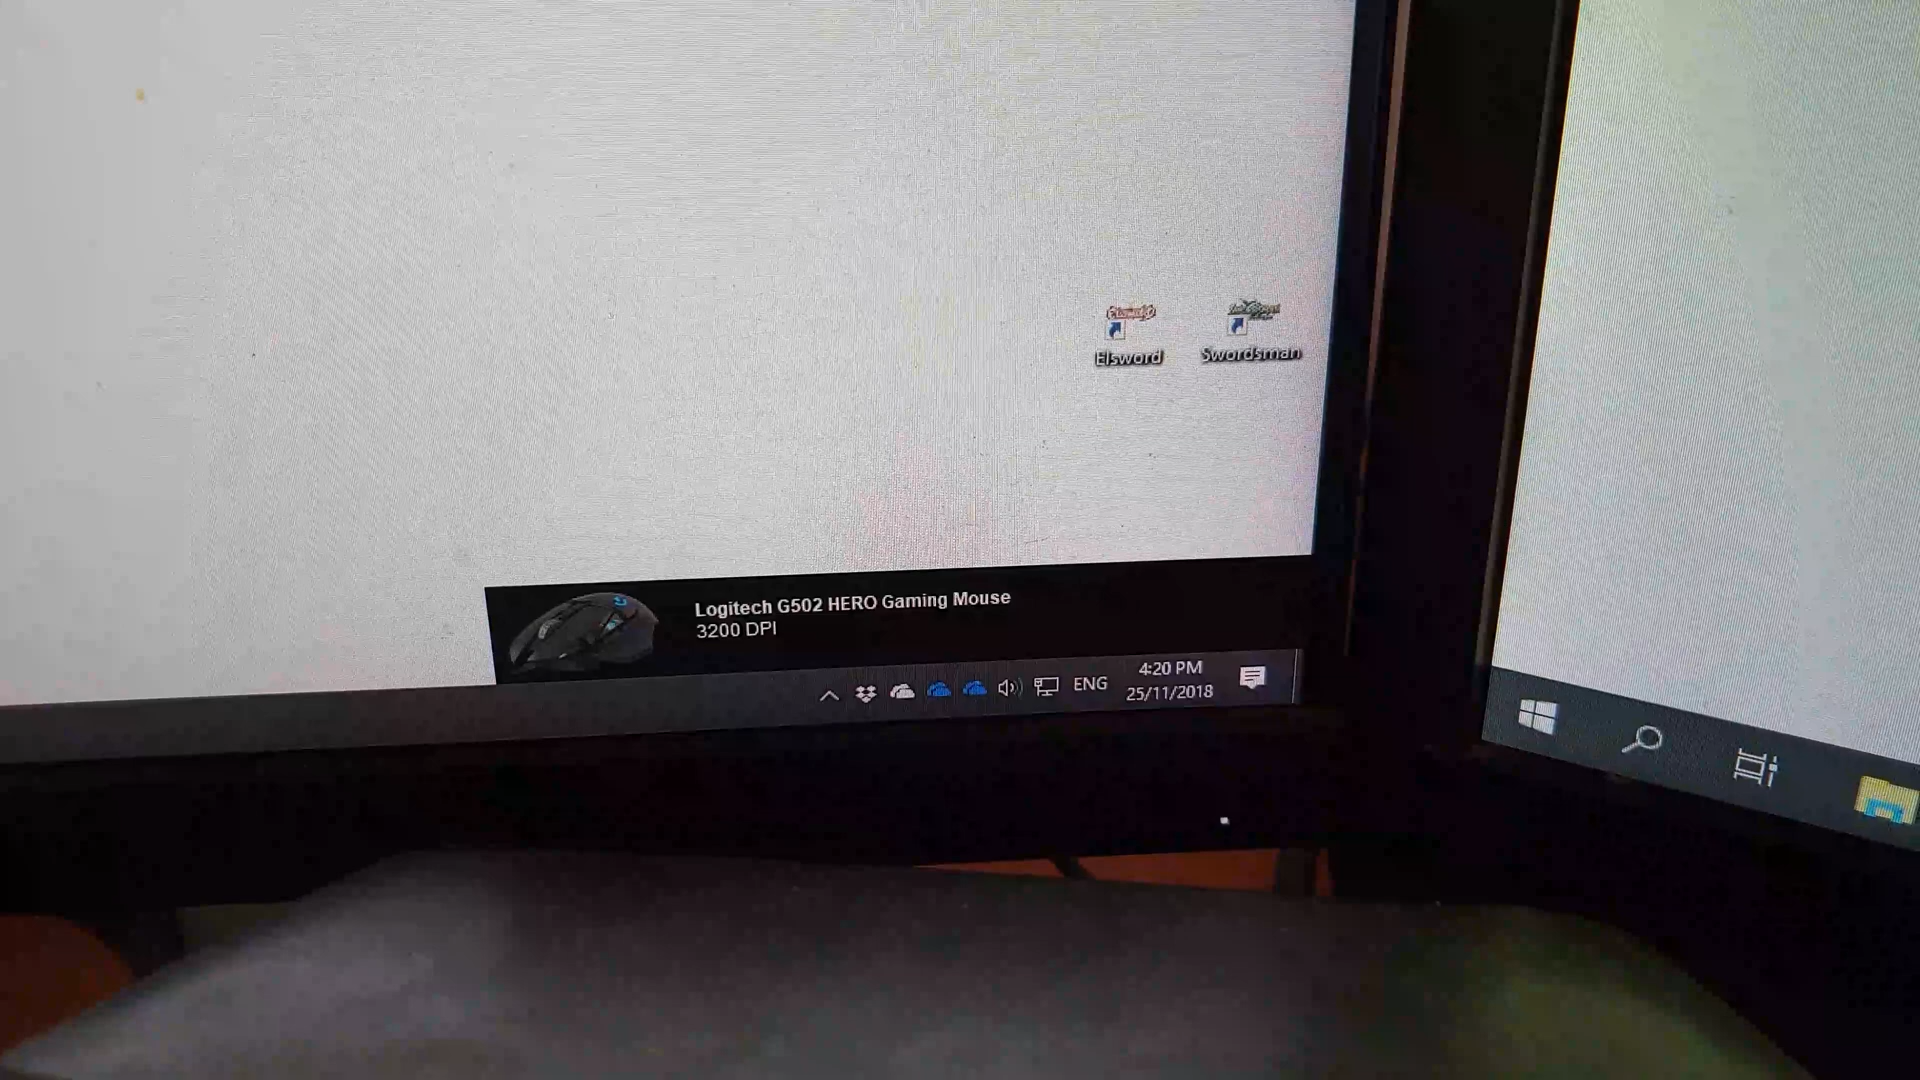 Elsword
Swordsman
Logitech G502 HERO Gaming Mouse
3200 DPI
ENG
4:20 PM
25/11/2018